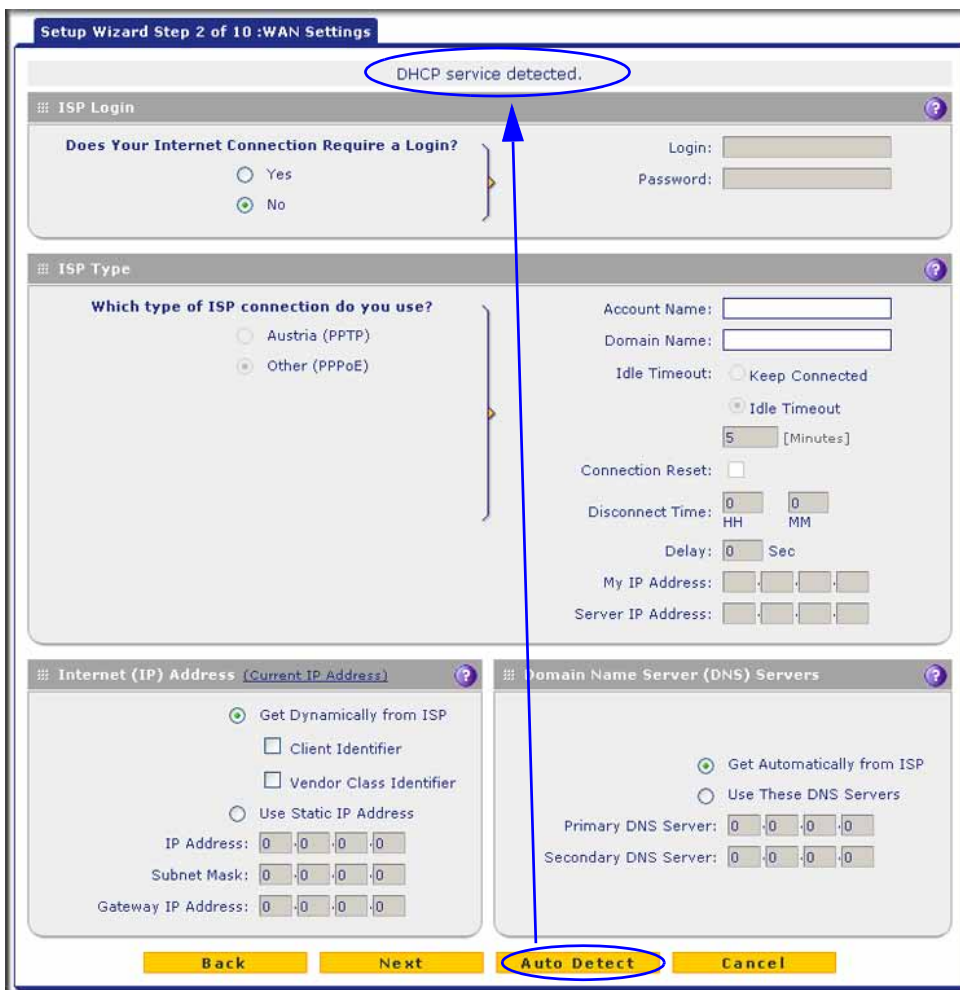 Setup Wizard Step 2 of 10 :WAN Settings
DHCP service detected.
ISP Login
Does Your Internet Connection Require a Login?
Yes
No
Login:
Password:
ISP Type
Which type of ISP connection do you use?
Austria (PPTP)
Other (PPPoE)
Account Name:
Domain Name:
Idle Timeout: Keep Connected
Idle Timeout
5 [Minutes]
Connection Reset:
Disconnect Time: 0 0
HH MM
Delay: 0 Sec
My IP Address: . . .
Server IP Address: . . .
Internet (IP) Address (Current IP Address)
Get Dynamically from ISP
Client Identifier
Vendor Class Identifier
Use Static IP Address
IP Address: 0 .0 .0 .0
Subnet Mask: 0 .0 .0 .0
Gateway IP Address: 0 .0 .0 .0
Domain Name Server (DNS) Servers
Get Automatically from ISP
Use These DNS Servers
Primary DNS Server: 0 .0 .0 .0
Secondary DNS Server: 0 .0 .0 .0
Back Next Auto Detect Cancel